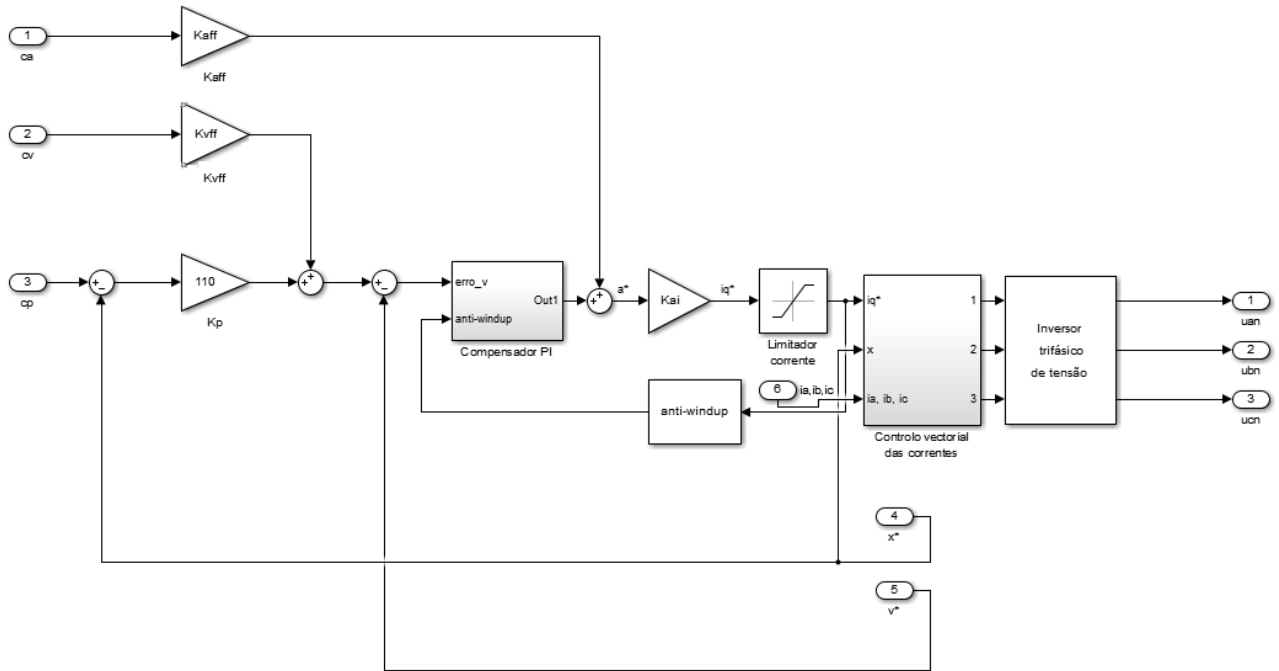 1
Kaff
ca
Kaff
2
Kvff
cv
Kvff
3
110
cp
Kp
+
-
+
+
+
-
erro_v
Out1
anti-windup
Compensador PI
+
+
a*
Kai
iq*
Limitador
corrente
anti-windup
6
ia,ib,ic
iq*
x
ia, ib, ic
1
2
3
Controlo vectorial
das correntes
Inversor
trifásico
de tensão
1
uan
2
ubn
3
ucn
4
x*
5
v*